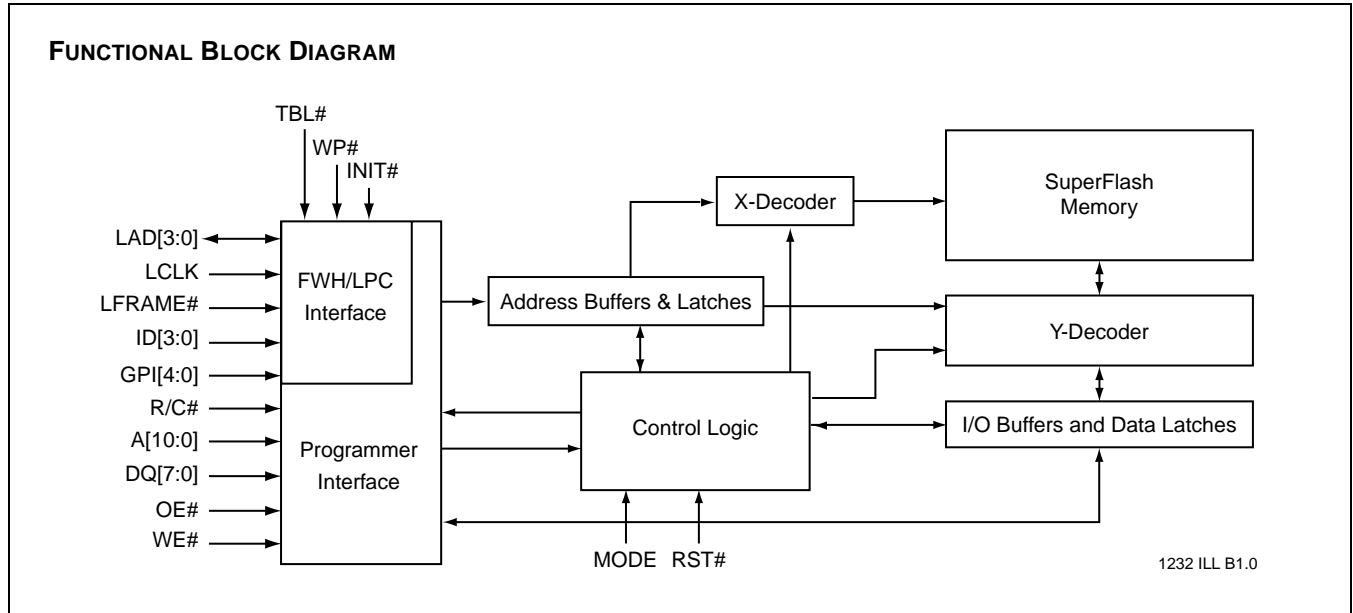 FUNCTIONAL BLOCK DIAGRAM
TBL#
WP#
INIT#
LAD[3:0]
LCLK
LFRAME#
ID[3:0]
GPI[4:0]
R/C#
A[10:0]
DQ[7:0]
OE#
WE#
FWH/LPC
Interface
Programmer
Interface
X-Decoder
Address Buffers & Latches
Control Logic
MODE
RST#
SuperFlash
Memory
Y-Decoder
I/O Buffers and Data Latches
1232 ILL B1.0